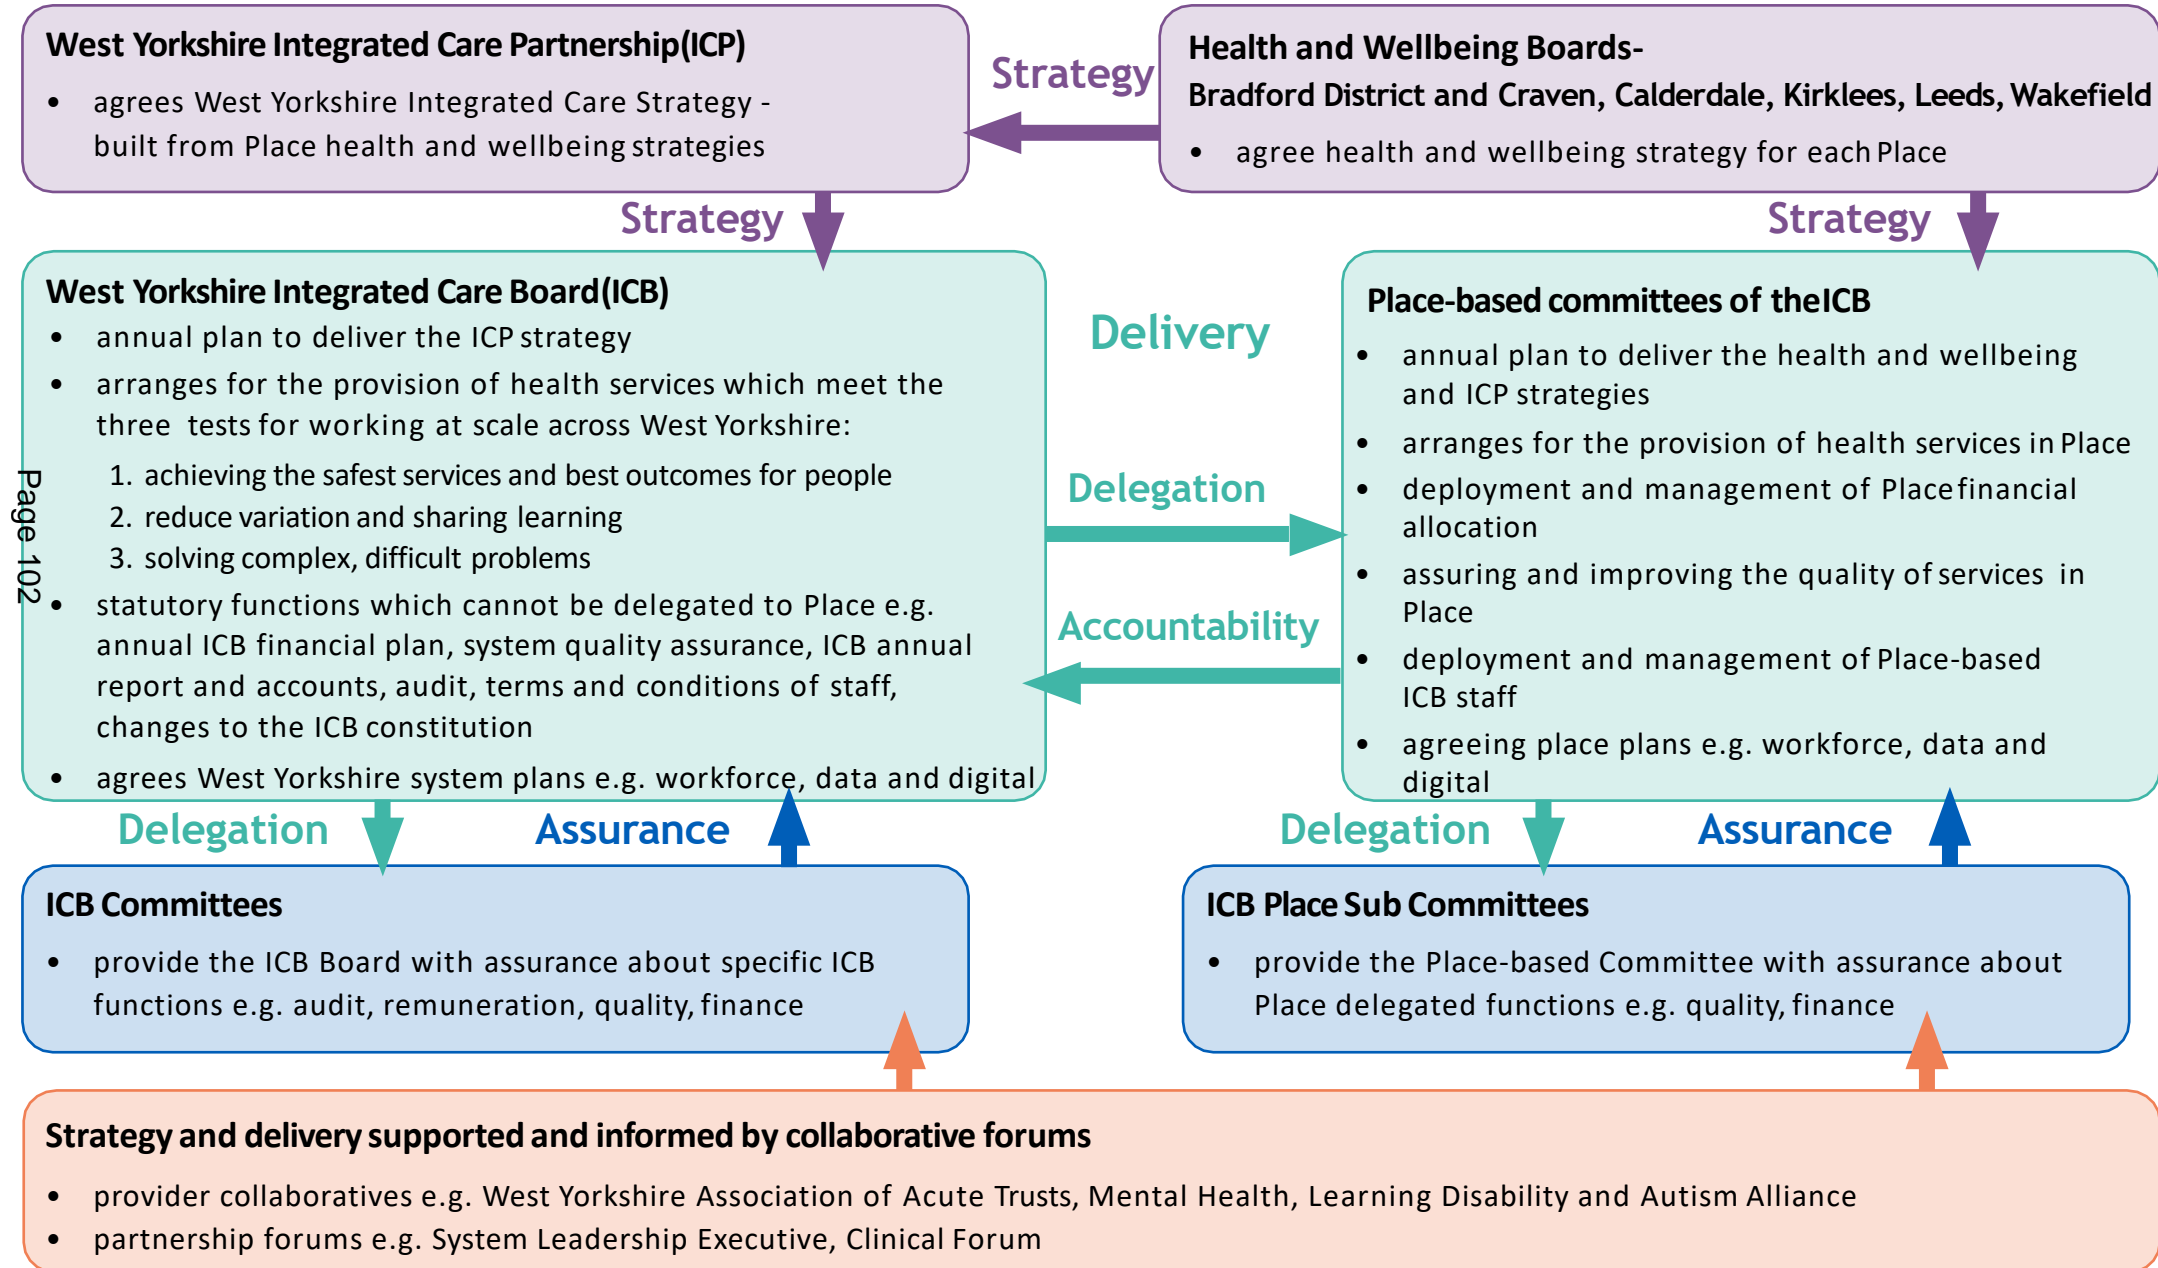 West Yorkshire Integrated Care Partnership(ICP)
• agrees West Yorkshire Integrated Care Strategy -
built from Place health and wellbeing strategies
Strategy
Health and Wellbeing Boards-
Bradford District and Craven, Calderdale, Kirklees, Leeds, Wakefield
• agree health and wellbeing strategy for each Place
Strategy
Strategy
West Yorkshire Integrated Care Board(ICB)
• annual plan to deliver the ICP strategy
• arranges for the provision of health services which meet the
three tests for working at scale across West Yorkshire:
1. achieving the safest services and best outcomes for people
2. reduce variation and sharing learning
3. solving complex, difficult problems
• statutory functions which cannot be delegated to Place e.g.
annual ICB financial plan, system quality assurance, ICB annual
report and accounts, audit, terms and conditions of staff,
changes to the ICB constitution
• agrees West Yorkshire system plans e.g. workforce, data and digital
Page 102
Delivery
Delegation
Accountability
Place-based committees of the ICB
• annual plan to deliver the health and wellbeing
and ICP strategies
• arranges for the provision of health services in Place
• deployment and management of Place financial
allocation
• assuring and improving the quality of services in
Place
• deployment and management of Place-based
ICB staff
• agreeing place plans e.g. workforce, data and
digital
Delegation
Assurance
Delegation
Assurance
ICB Committees
• provide the ICB Board with assurance about specific ICB
functions e.g. audit, remuneration, quality, finance
ICB Place Sub Committees
• provide the Place-based Committee with assurance about
Place delegated functions e.g. quality, finance
Strategy and delivery supported and informed by collaborative forums
• provider collaboratives e.g. West Yorkshire Association of Acute Trusts, Mental Health, Learning Disability and Autism Alliance
• partnership forums e.g. System Leadership Executive, Clinical Forum